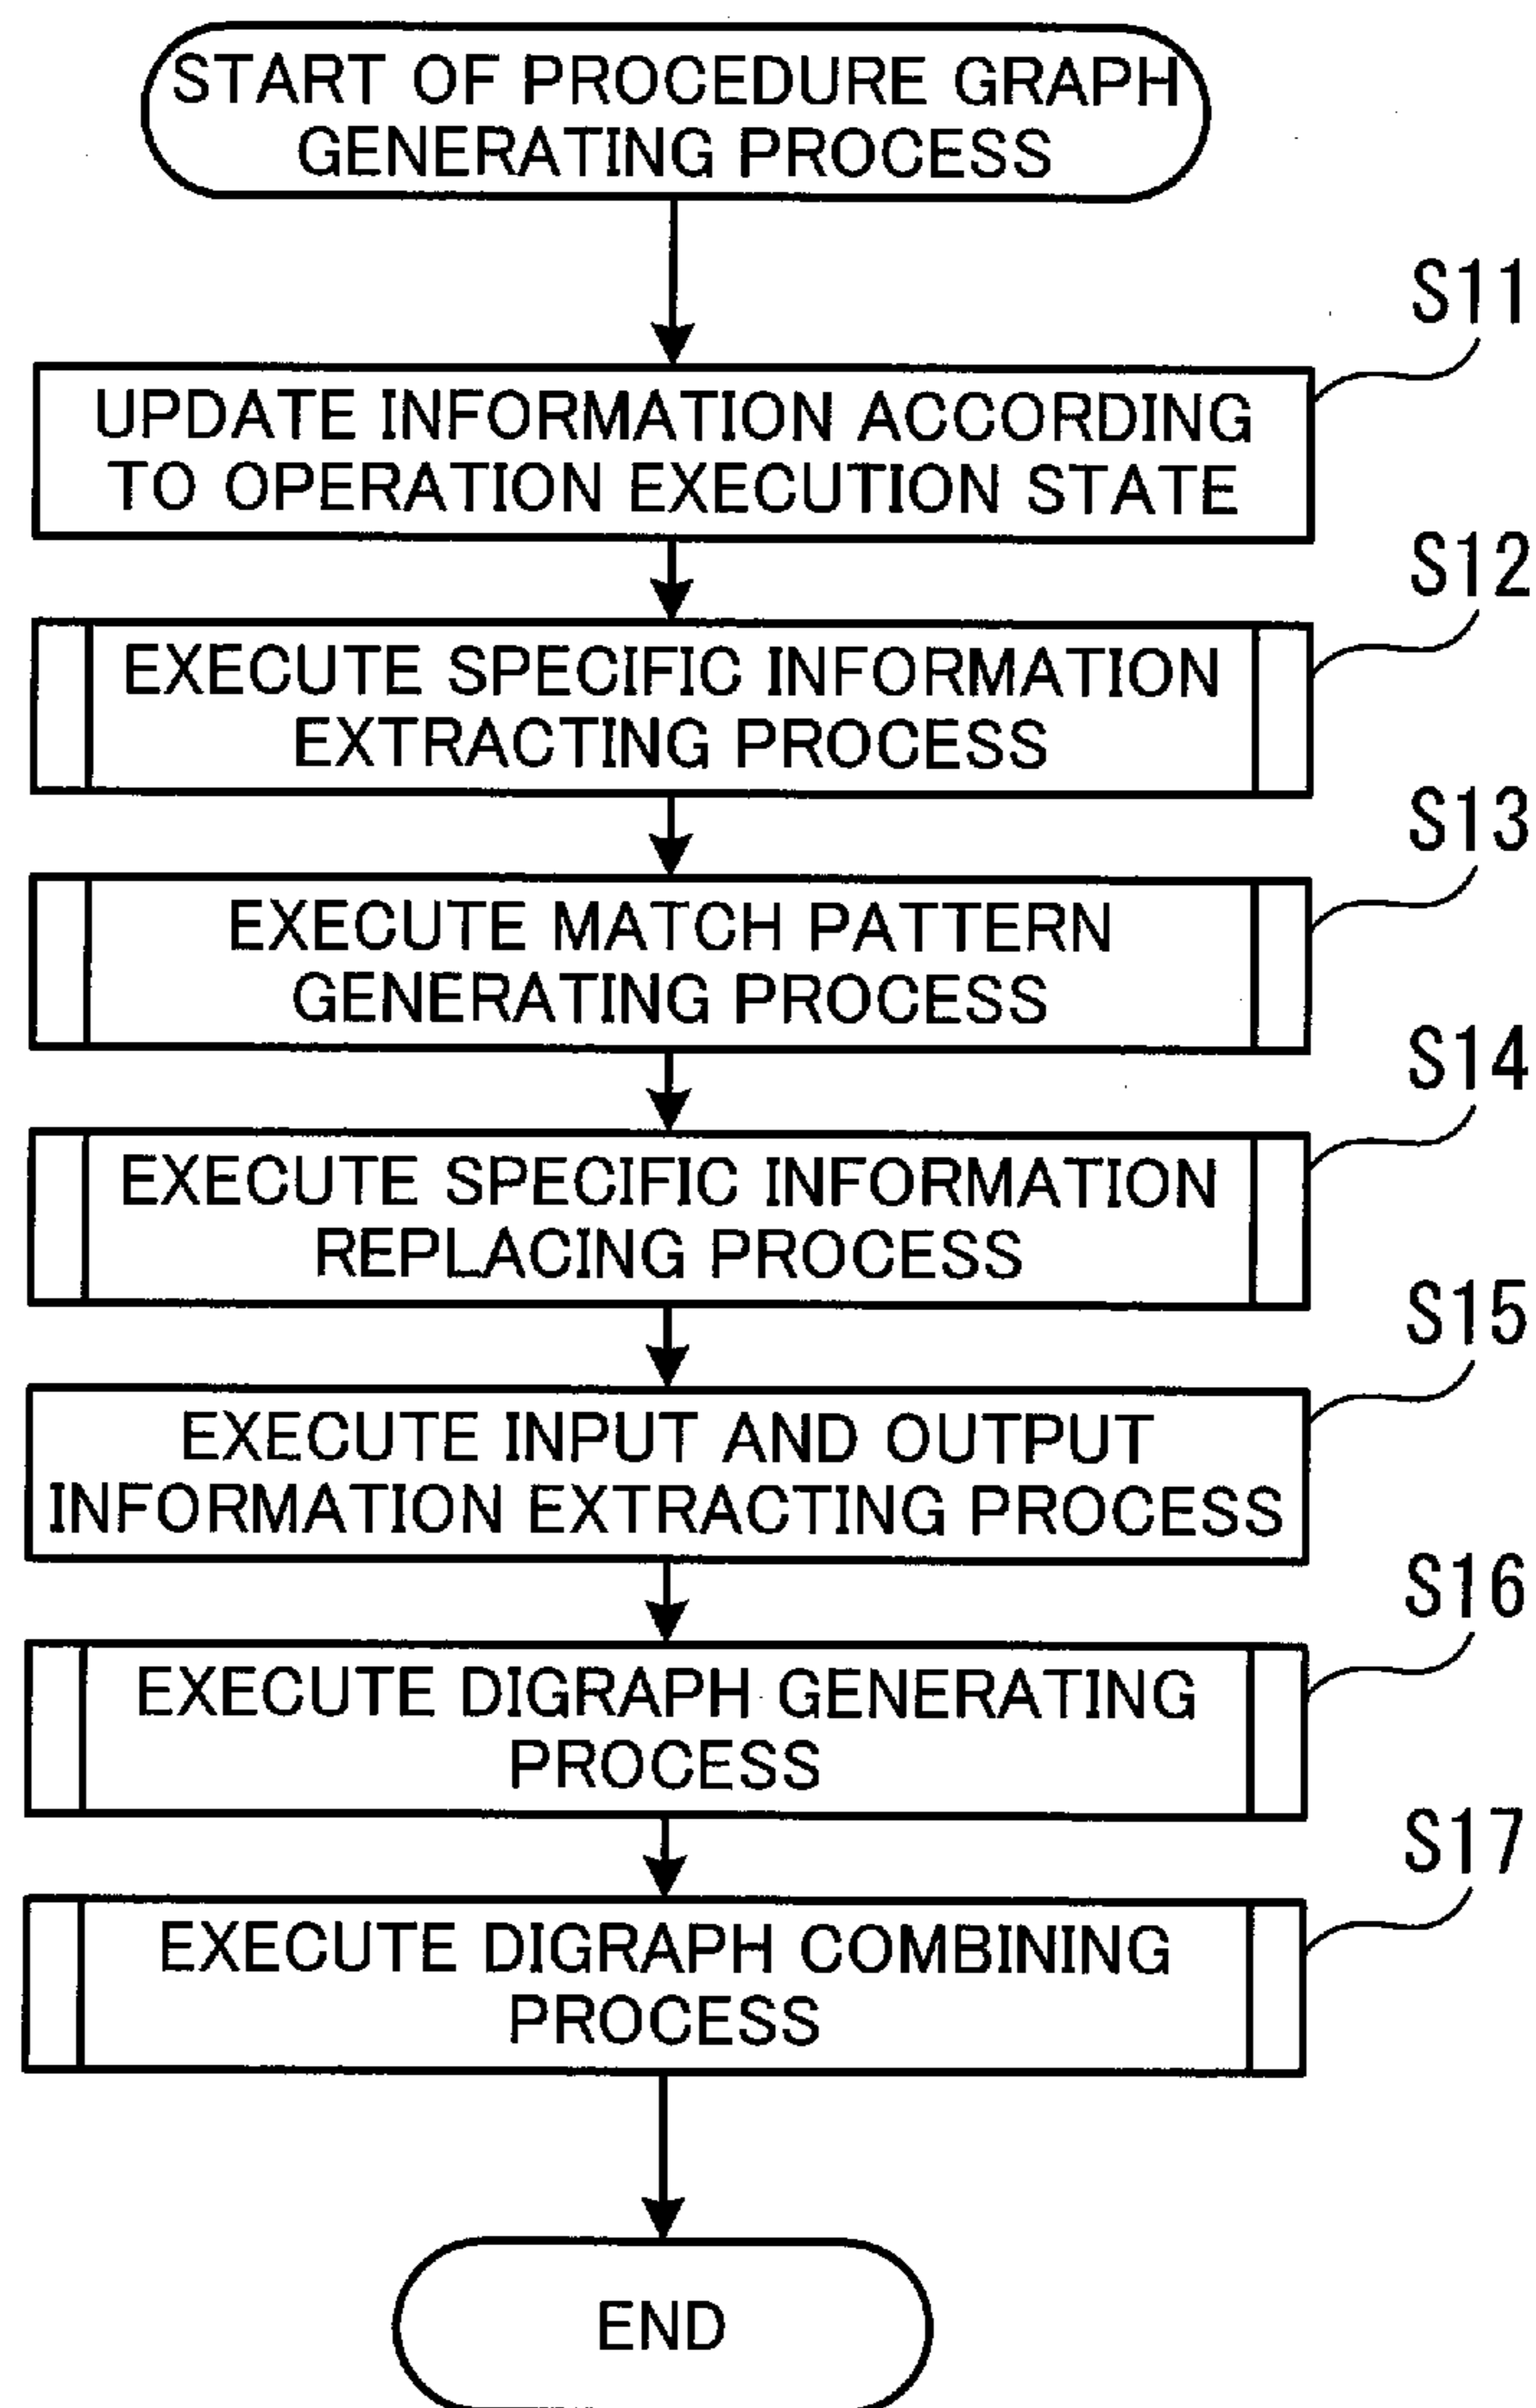 START OF PROCEDURE GRAPH
GENERATING PROCESS
S11
UPDATE INFORMATION ACCORDING
TO OPERATION EXECUTION STATE
S12
EXECUTE SPECIFIC INFORMATION
EXTRACTING PROCESS
S13
EXECUTE MATCH PATTERN
GENERATING PROCESS
S14
EXECUTE SPECIFIC INFORMATION
REPLACING PROCESS
S15
EXECUTE INPUT AND OUTPUT
INFORMATION EXTRACTING PROCESS
S16
EXECUTE DIGRAPH GENERATING
PROCESS
S17
EXECUTE DIGRAPH COMBINING
PROCESS
END